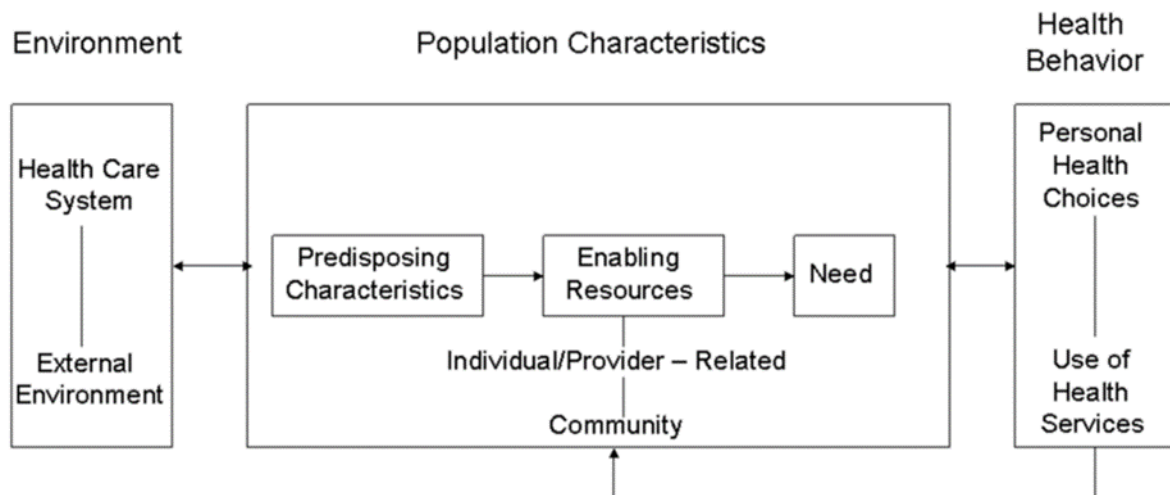 Environment
Population Characteristics
Health
Behavior
Health Care
System
External
Environment
Predisposing
Characteristics
Enabling
Resources
Need
Individual/Provider – Related
Community
Personal
Health
Choices
Use of
Health
Services